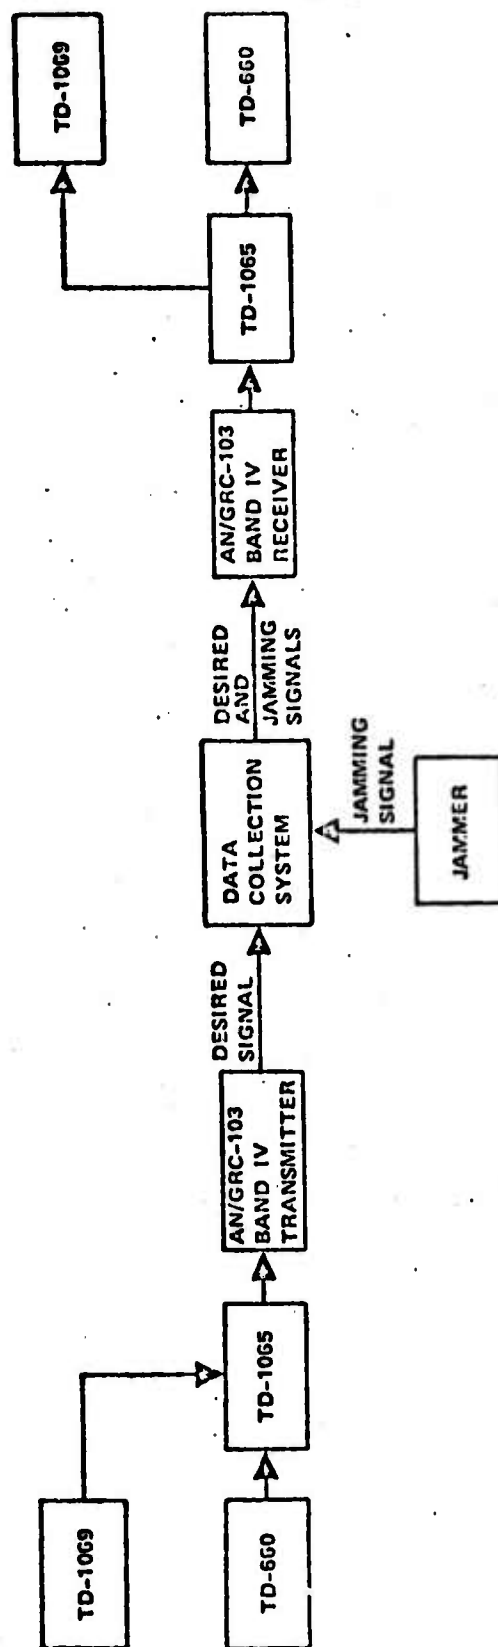 TD-1069
TD-660
TD-1065
AN/GRC-103
BAND IV
TRANSMITTER
DESIRED
SIGNAL
DATA
COLLECTION
SYSTEM
JAMMING
SIGNAL
JAMMER
DESIRED
AND
JAMMING
SIGNALS
AN/GRC-103
BAND IV
RECEIVER
TD-1065
TD-1069
TD-660